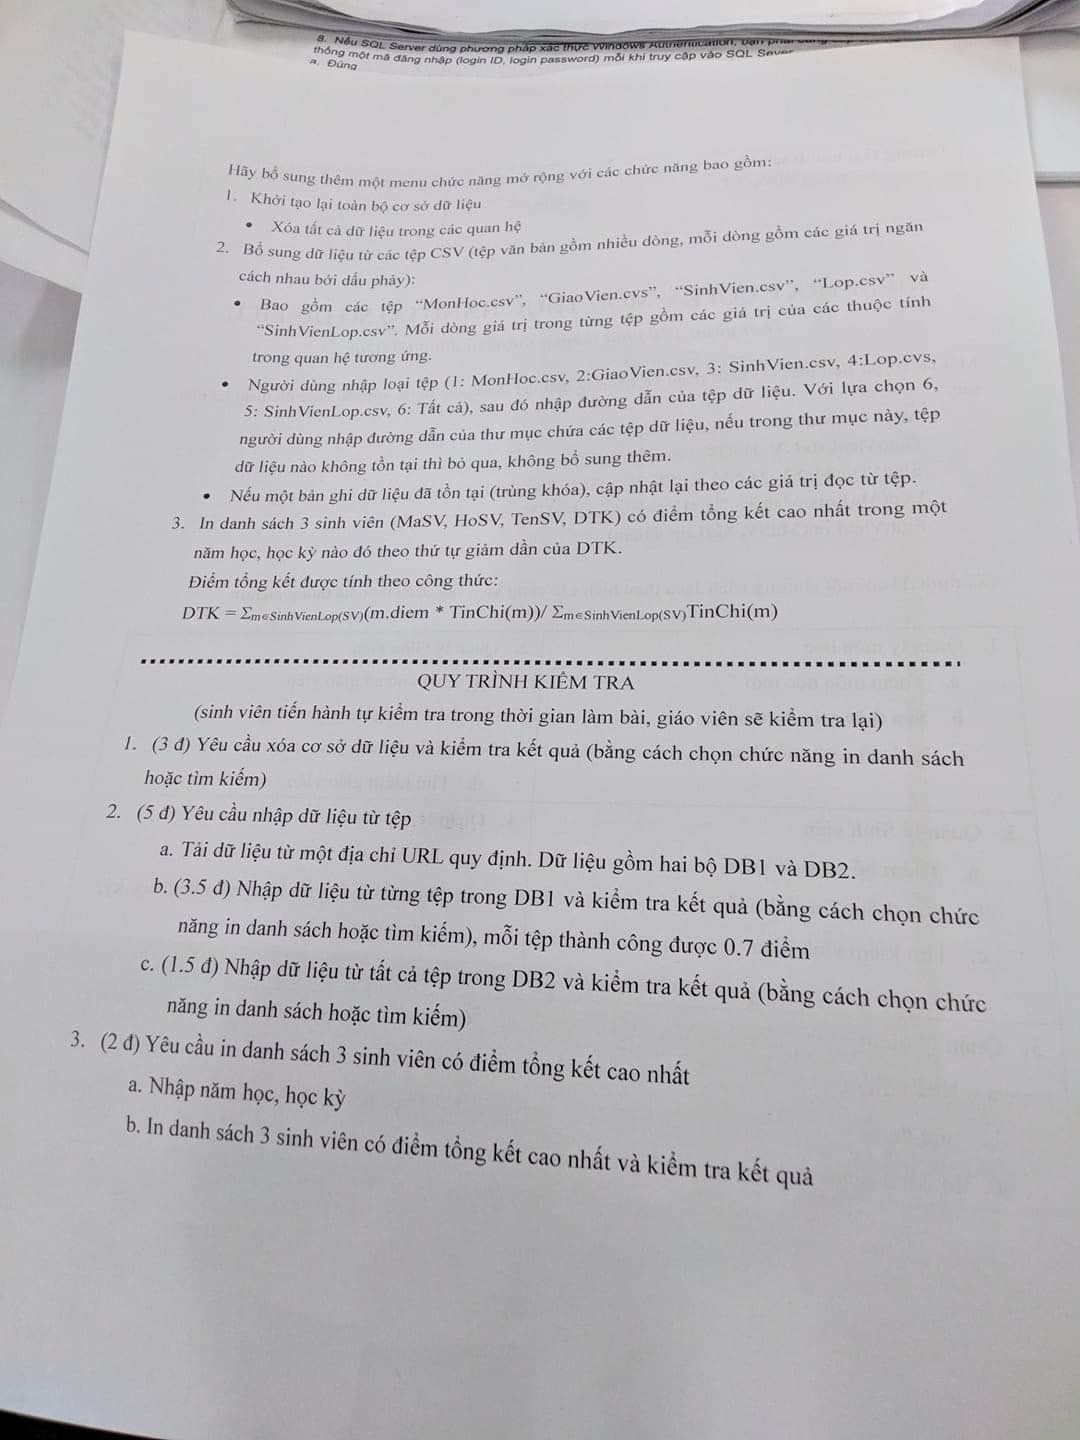 8. Nếu SQL Server dùng phương pháp xác thực Windows Authentication, bạn phải
thống một mã đăng nhập (login ID, login password) mỗi khi truy cập vào SQL Sever
a. Đúng
Hãy bổ sung thêm một menu chức năng mở rộng với các chức năng bao gồm:
1. Khởi tạo lại toàn bộ cơ sở dữ liệu
• Xóa tất cả dữ liệu trong các quan hệ
2. Bổ sung dữ liệu từ các tệp CSV (tệp văn bản gồm nhiều dòng, mỗi dòng gồm các giá trị ngăn
cách nhau bởi dấu phảy):
• Bao gồm các tệp “MonHoc.csv”, “GiaoVien.cvs”, “SinhVien.csv”, “Lop.csv” và
“SinhVienLop.csv”. Mỗi dòng giá trị trong từng tệp gồm các giá trị của các thuộc tính
trong quan hệ tương ứng.
• Người dùng nhập loại tệp (1: MonHoc.csv, 2:GiaoVien.csv, 3: SinhVien.csv, 4:Lop.cvs,
5: SinhVienLop.csv, 6: Tất cả), sau đó nhập đường dẫn của tệp dữ liệu. Với lựa chọn 6,
người dùng nhập đường dẫn của thư mục chứa các tệp dữ liệu, nếu trong thư mục này, tệp
dữ liệu nào không tồn tại thì bỏ qua, không bổ sung thêm.
• Nếu một bản ghi dữ liệu đã tồn tại (trùng khóa), cập nhật lại theo các giá trị đọc từ tệp.
3. In danh sách 3 sinh viên (MaSV, HoSV, TenSV, DTK) có điểm tổng kết cao nhất trong một
năm học, học kỳ nào đó theo thứ tự giảm dần của DTK.
Điểm tổng kết được tính theo công thức:
DTK = Σm∈SinhVienLop(SV)(m.diem * TinChi(m))/ Σm∈SinhVienLop(SV)TinChi(m)
QUY TRÌNH KIỂM TRA
(sinh viên tiến hành tự kiểm tra trong thời gian làm bài, giáo viên sẽ kiểm tra lại)
1. (3 đ) Yêu cầu xóa cơ sở dữ liệu và kiểm tra kết quả (bằng cách chọn chức năng in danh sách
hoặc tìm kiếm)
2. (5 đ) Yêu cầu nhập dữ liệu từ tệp
a. Tải dữ liệu từ một địa chỉ URL quy định. Dữ liệu gồm hai bộ DB1 và DB2.
b. (3.5 đ) Nhập dữ liệu từ từng tệp trong DB1 và kiểm tra kết quả (bằng cách chọn chức
năng in danh sách hoặc tìm kiếm), mỗi tệp thành công được 0.7 điểm
c. (1.5 đ) Nhập dữ liệu từ tất cả tệp trong DB2 và kiểm tra kết quả (bằng cách chọn chức
năng in danh sách hoặc tìm kiếm)
3. (2 đ) Yêu cầu in danh sách 3 sinh viên có điểm tổng kết cao nhất
a. Nhập năm học, học kỳ
b. In danh sách 3 sinh viên có điểm tổng kết cao nhất và kiểm tra kết quả